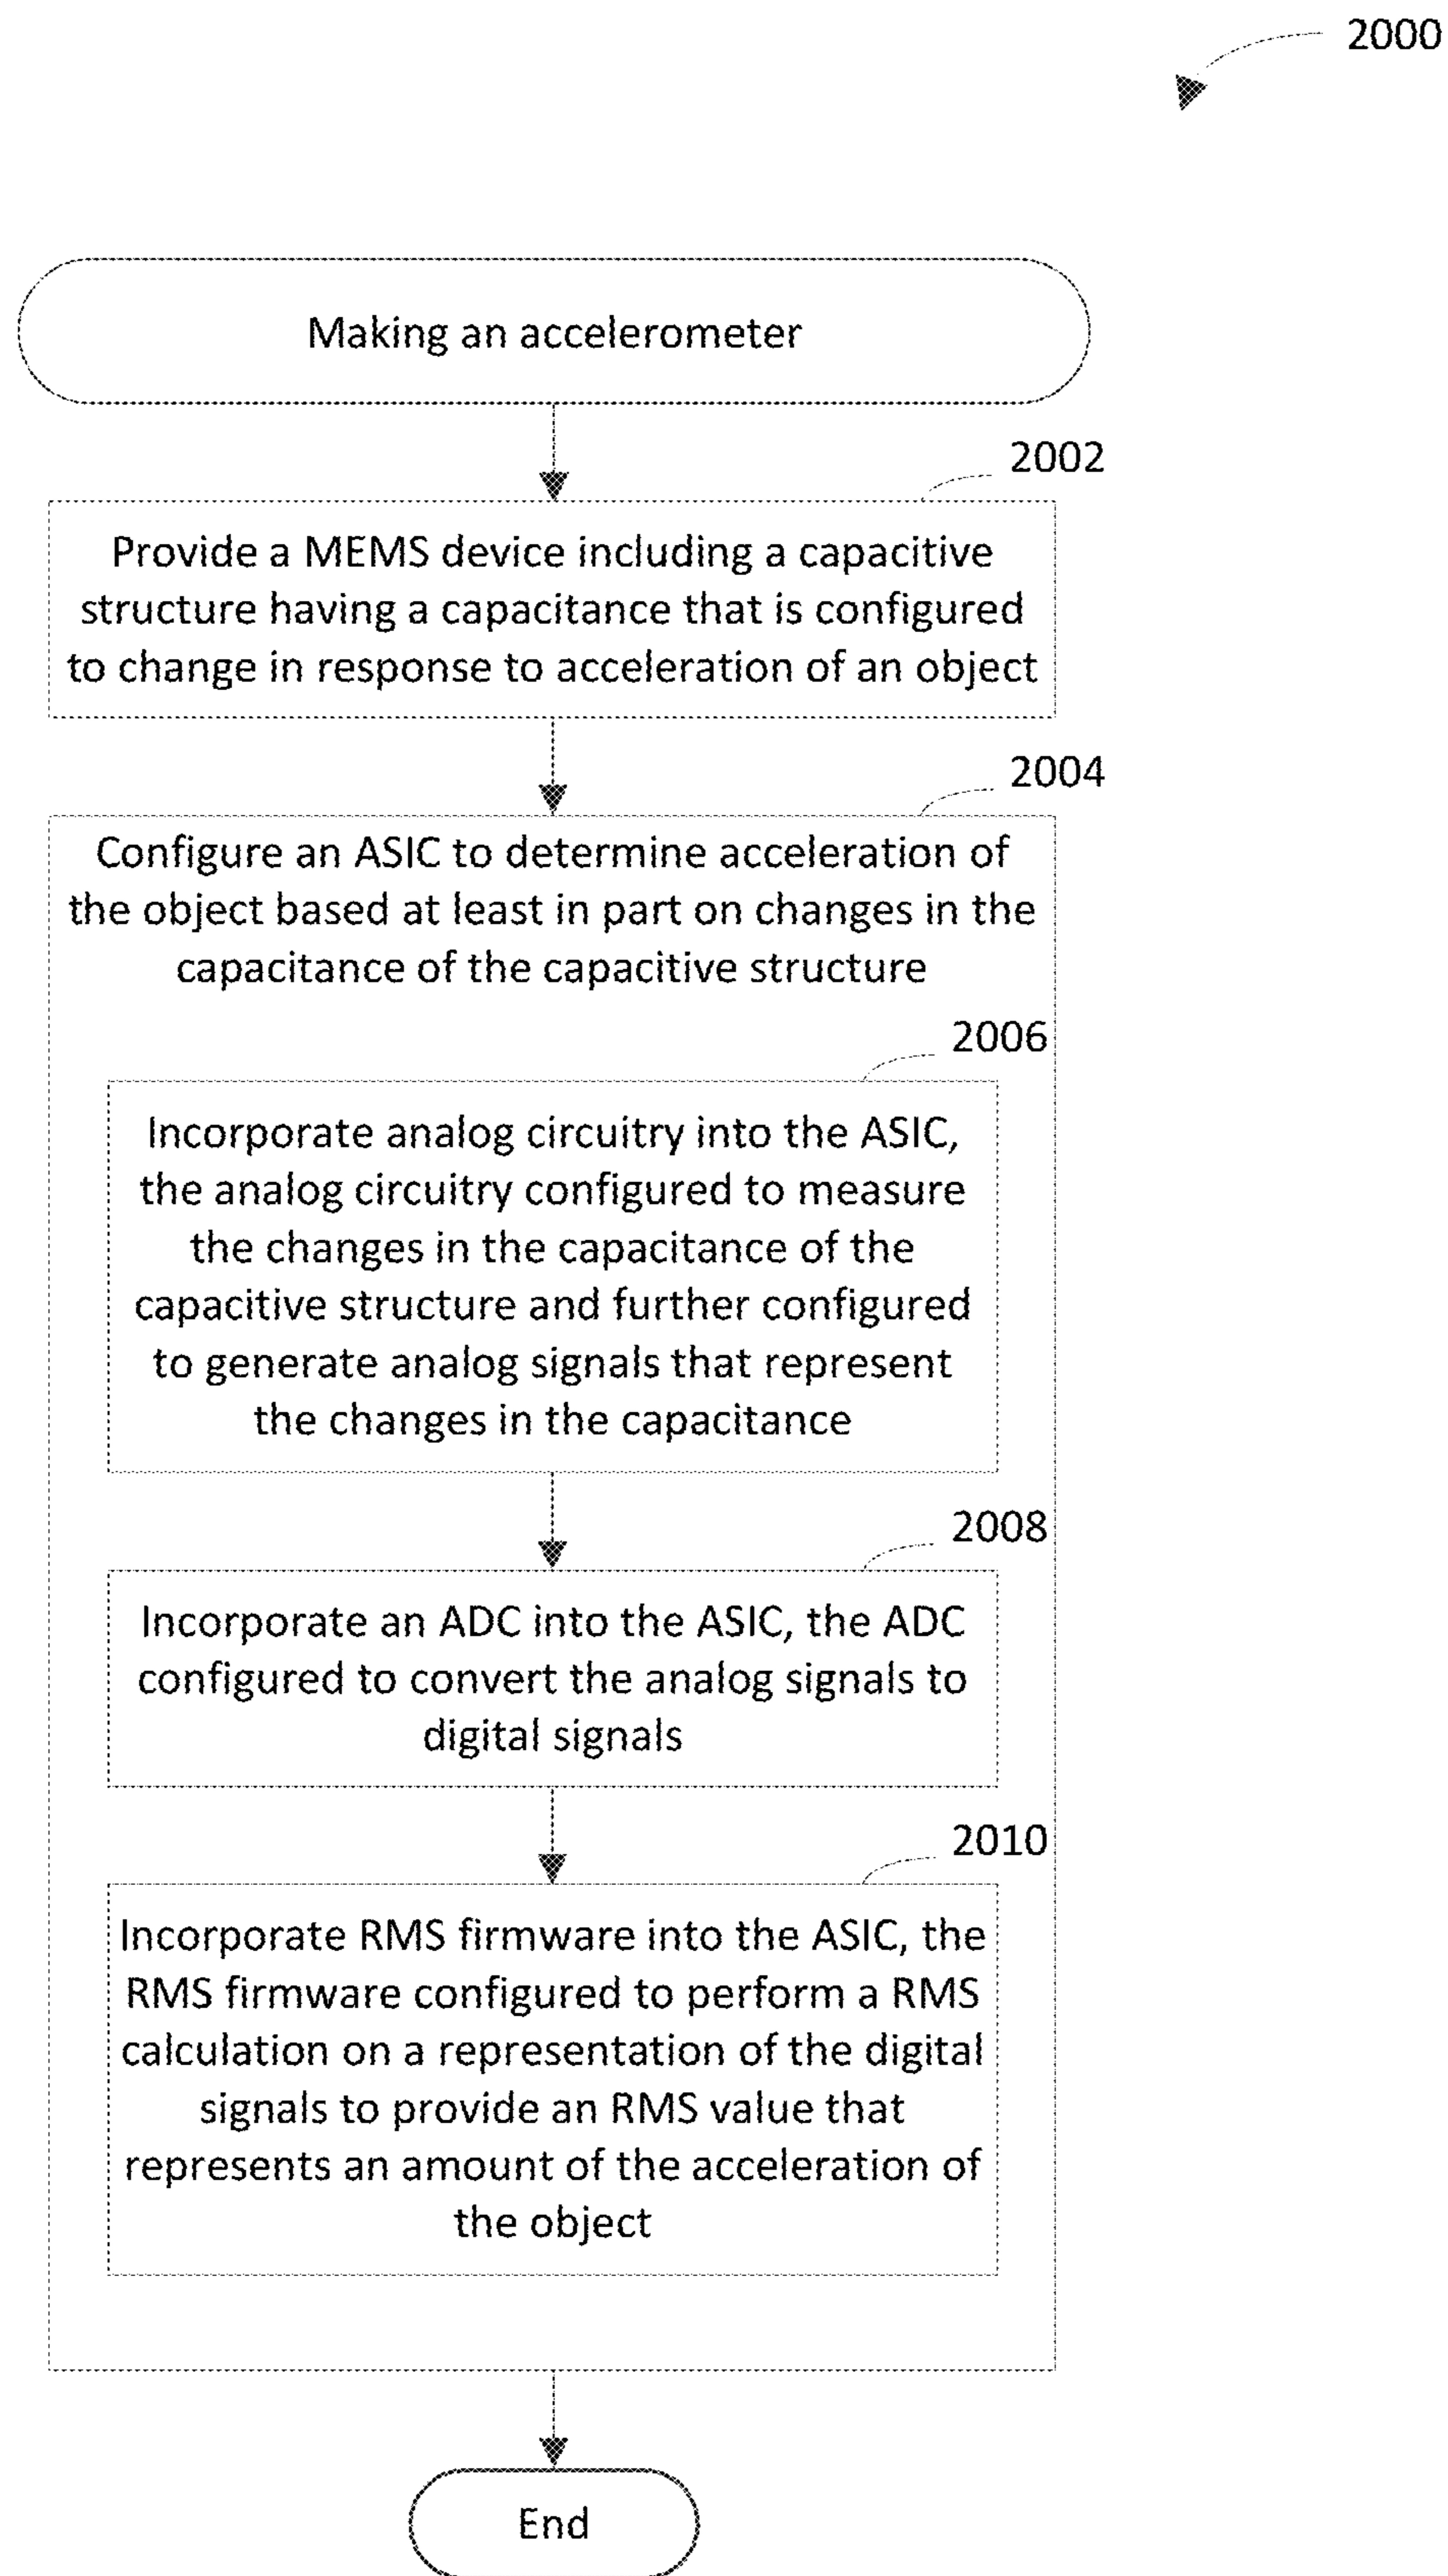 2000
Making an accelerometer
2002
Provide a MEMS device including a capacitive
structure having a capacitance that is configured
to change in response to acceleration of an object
2004
Configure an ASIC to determine acceleration of
the object based at least in part on changes in the
capacitance of the capacitive structure
2006
Incorporate analog circuitry into the ASIC,
the analog circuitry configured to measure
the changes in the capacitance of the
capacitive structure and further configured
to generate analog signals that represent
the changes in the capacitance
2008
Incorporate an ADC into the ASIC, the ADC
configured to convert the analog signals to
digital signals
2010
Incorporate RMS firmware into the ASIC, the
RMS firmware configured to perform a RMS
calculation on a representation of the digital
signals to provide an RMS value that
represents an amount of the acceleration of
the object
End